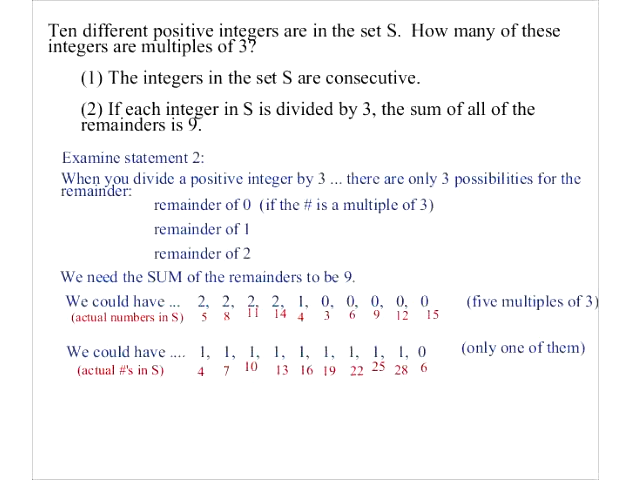 Ten different positive integers are in the set S.  How many of these
integers are multiples of 3?
(1) The integers in the set S are consecutive.
(2) If each integer in S is divided by 3, the sum of all of the
remainders is 9.
Examine statement 2:
When you divide a positive integer by 3 ... there are only 3 possibilities for the
remainder:
remainder of 0  (if the # is a multiple of 3)
remainder of 1
remainder of 2
We need the SUM of the remainders to be 9.
We could have ...   2,  2,  2,  2,  1,  0,  0,  0,  0,  0   (five multiples of 3)
(actual numbers in S)   5  8  11  14  4  3  6  9  12  15
We could have ....   1,  1,  1,  1,  1,  1,  1,  1,  1, 0   (only one of them)
(actual #'s in S)   4  7  10  13  16  19  22  25  28  6